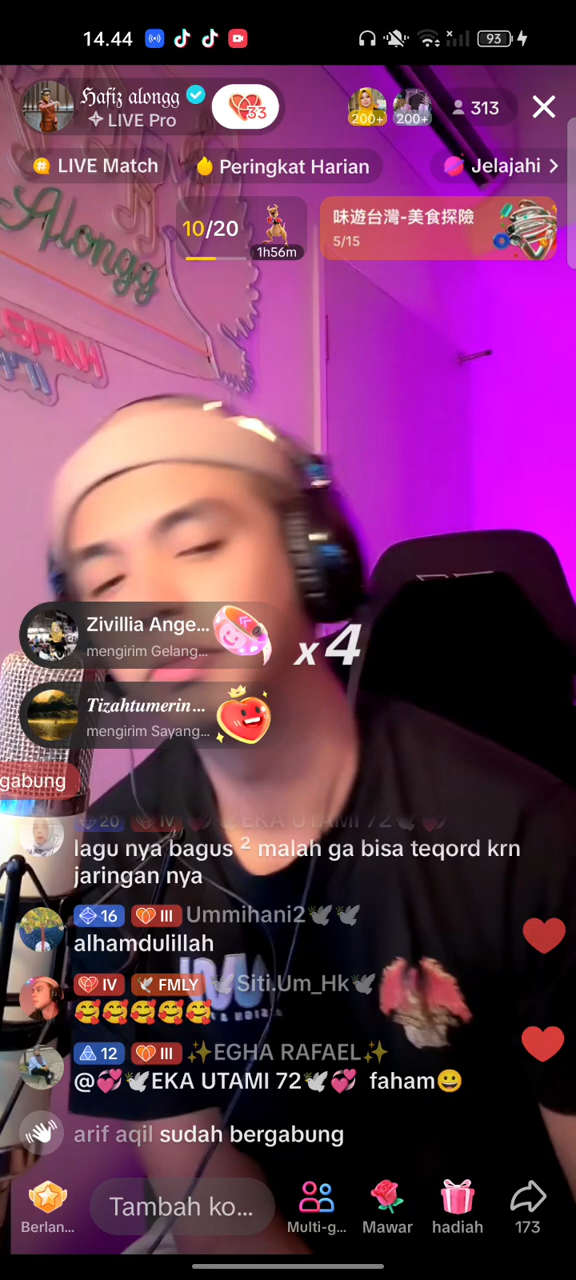 14.44
93
ℌ𝔞𝔣𝔦𝔷 𝔞𝔩𝔬𝔫𝔤𝔤
LIVE Pro
33
200+
200+
313
LIVE Match
Peringkat Harian
Jelajahi
Alongg
10/20
1h56m
味遊台灣-美食探險
5/15
Zivillia Ange...
mengirim Gelang...
x4
𝑻𝒊𝒛𝒂𝒉𝒕𝒖𝒎𝒆𝒓𝒊𝒏...
mengirim Sayang...
gabung
20 IV 💞🕊EKA UTAMI 72🕊💞
lagu nya bagus ² malah ga bisa teqord krn
jaringan nya
16 III Ummihani2🕊🕊
alhamdulillah
IV FMLY 🕊Siti.Um_Hk🕊
🥰🥰🥰🥰🥰
12 III ✨EGHA RAFAEL✨
@💞🕊EKA UTAMI 72🕊💞 faham😀
arif aqil sudah bergabung
Berlan...
Tambah ko...
Multi-g...
Mawar
hadiah
173